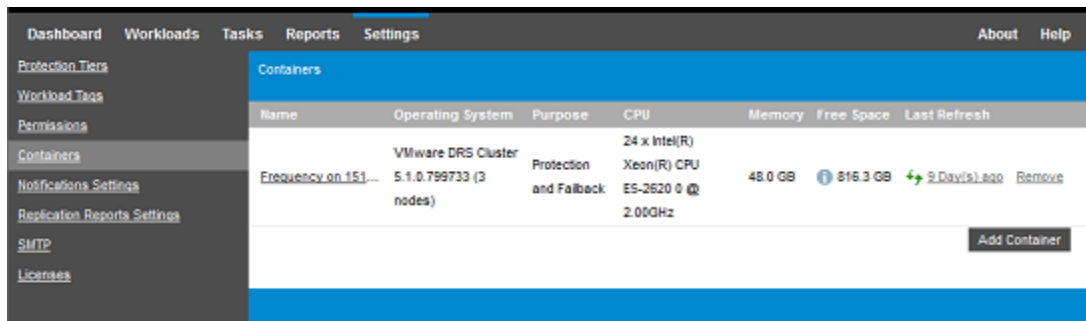 Dashboard Workloads Tasks Reports Settings About Help
Protection Tiers
Workload Tags
Permissions
Containers
Notifications Settings
Replication Reports Settings
SMTP
Licenses
Containers
Name Operating System Purpose CPU Memory Free Space Last Refresh
Frequency on 151...
VMware DRS Cluster
5.1.0.799733 (3
nodes)
Protection
and Failback
24 x Intel(R)
Xeon(R) CPU
E5-2620 0 @
2.00GHz
48.0 GB
816.3 GB
9 Day(s) ago
Remove
Add Container